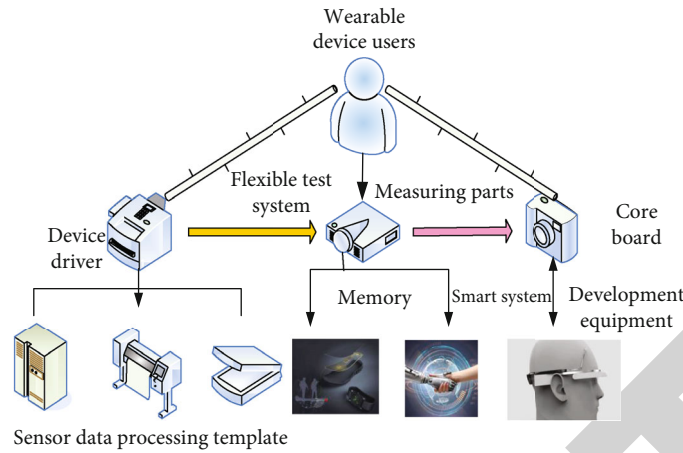 Wearable
device users
Flexible test
system
Measuring parts
Device
driver
Core
board
Memory
Smart system
Development
equipment
Sensor data processing template